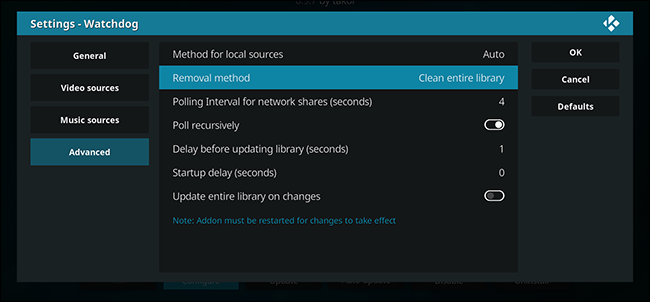 Settings - Watchdog
General
Video sources
Music sources
Advanced
Method for local sources Auto
Removal method Clean entire library
Polling Interval for network shares (seconds) 4
Poll recursively
Delay before updating library (seconds) 1
Startup delay (seconds) 0
Update entire library on changes
Note: Addon must be restarted for changes to take effect
OK
Cancel
Defaults